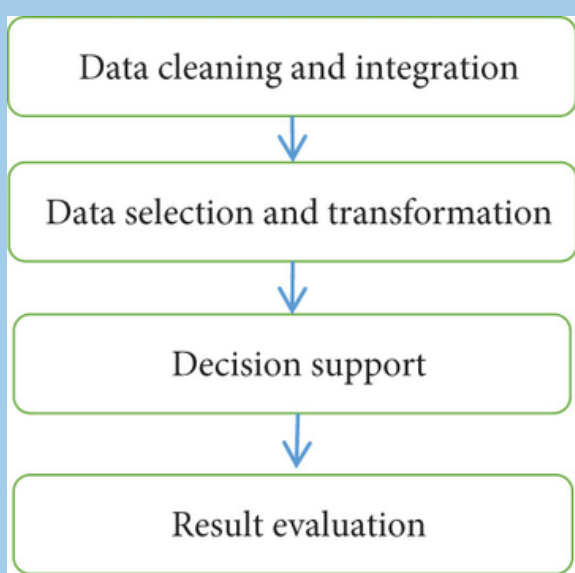 Data cleaning and integration
Data selection and transformation
Decision support
Result evaluation